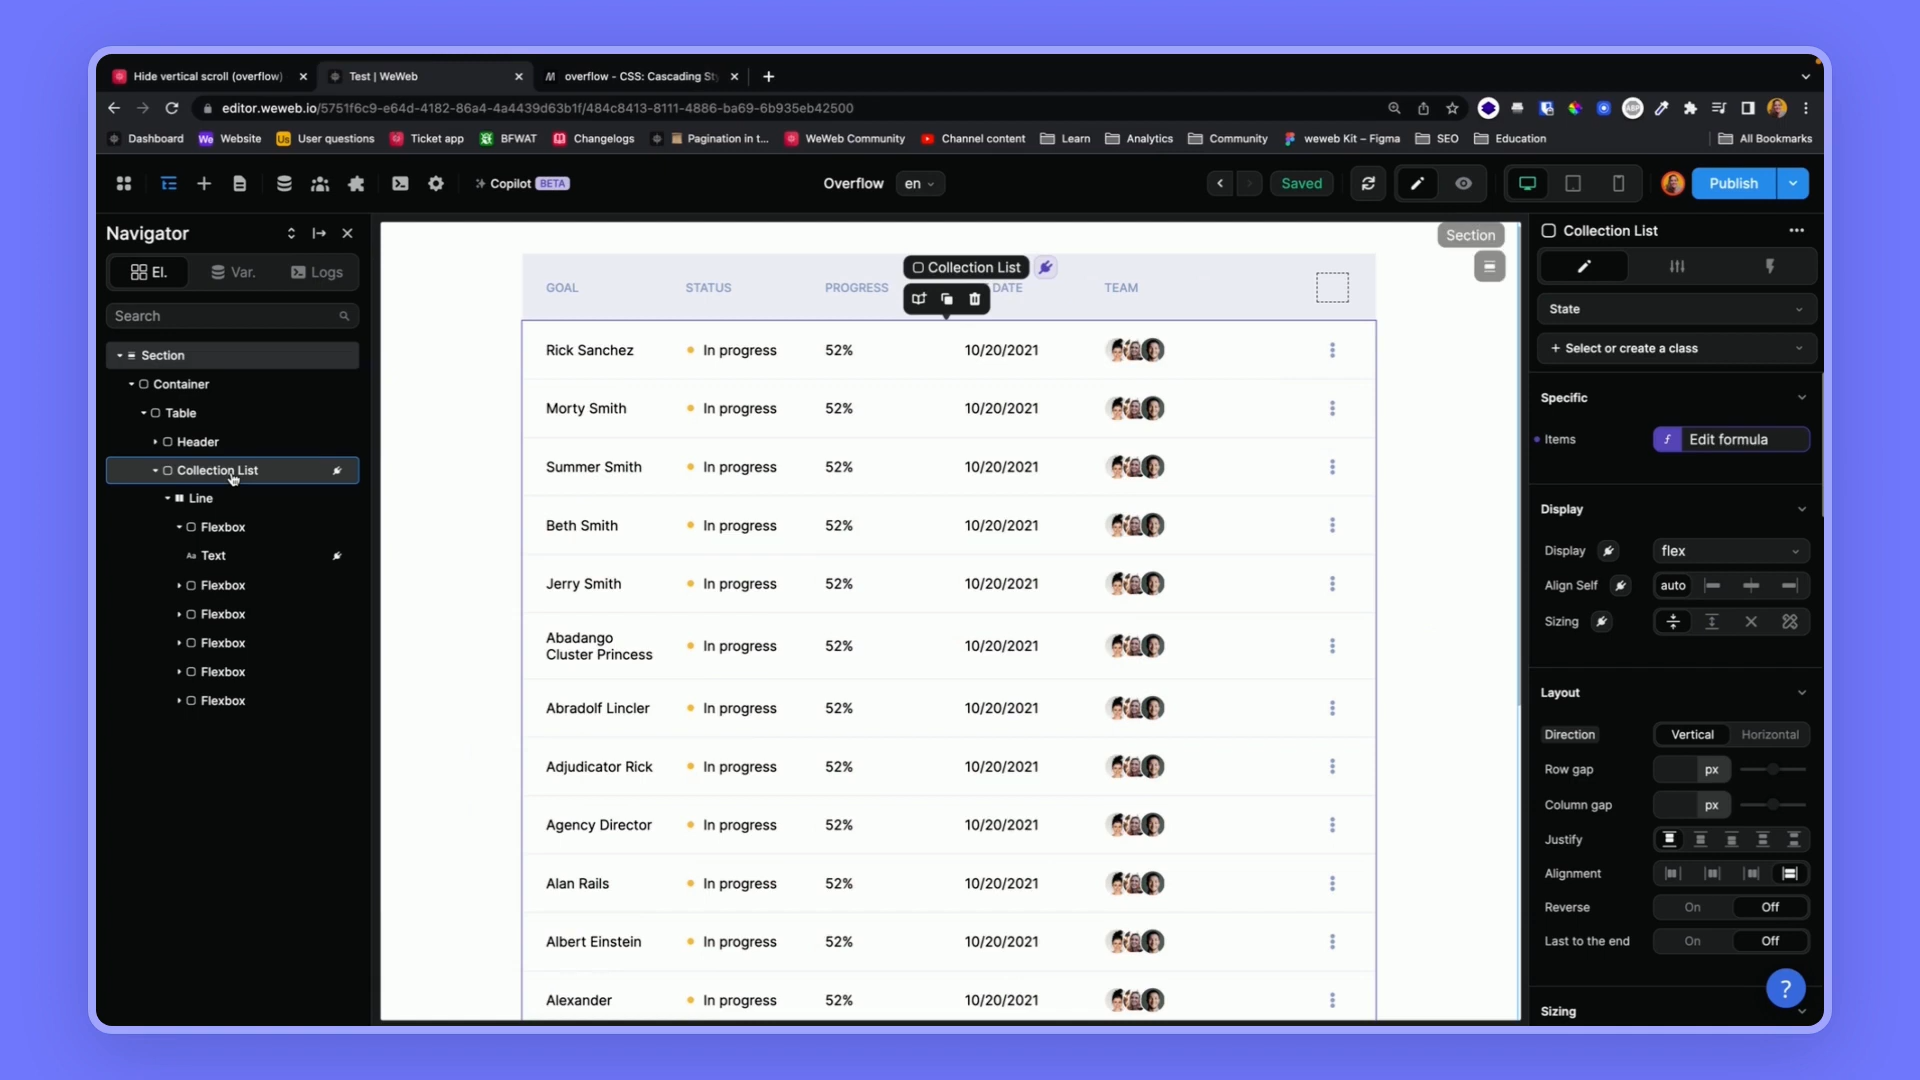 Hide vertical scroll (overflow)
Test | WeWeb
overflow - CSS: Cascading St
editor.weweb.io/5751f6c9-e64d-4182-86a4-4a4439d63b1f/484c8413-8111-4886-ba69-6b935eb42500
Dashboard
We Website
Us User questions
Ticket app
BFWAT
Changelogs
Pagination in t...
WeWeb Community
Channel content
Learn
Analytics
Community
weweb Kit – Figma
SEO
Education
All Bookmarks
Copilot BETA
Overflow
en
Saved
Publish
Navigator
El.
Var.
Logs
Search
Section
Container
Table
Header
Collection List
Line
Flexbox
Aa Text
Flexbox
Flexbox
Flexbox
Flexbox
Flexbox
Section
Collection List
GOAL STATUS PROGRESS DATE TEAM
Rick Sanchez In progress 52% 10/20/2021
Morty Smith In progress 52% 10/20/2021
Summer Smith In progress 52% 10/20/2021
Beth Smith In progress 52% 10/20/2021
Jerry Smith In progress 52% 10/20/2021
Abadango
Cluster Princess In progress 52% 10/20/2021
Abradolf Lincler In progress 52% 10/20/2021
Adjudicator Rick In progress 52% 10/20/2021
Agency Director In progress 52% 10/20/2021
Alan Rails In progress 52% 10/20/2021
Albert Einstein In progress 52% 10/20/2021
Alexander In progress 52% 10/20/2021
Collection List
State
+ Select or create a class
Specific
Items
f Edit formula
Display
Display flex
Align Self auto
Sizing
Layout
Direction Vertical Horizontal
Row gap px
Column gap px
Justify
Alignment
Reverse On Off
Last to the end On Off
?
Sizing